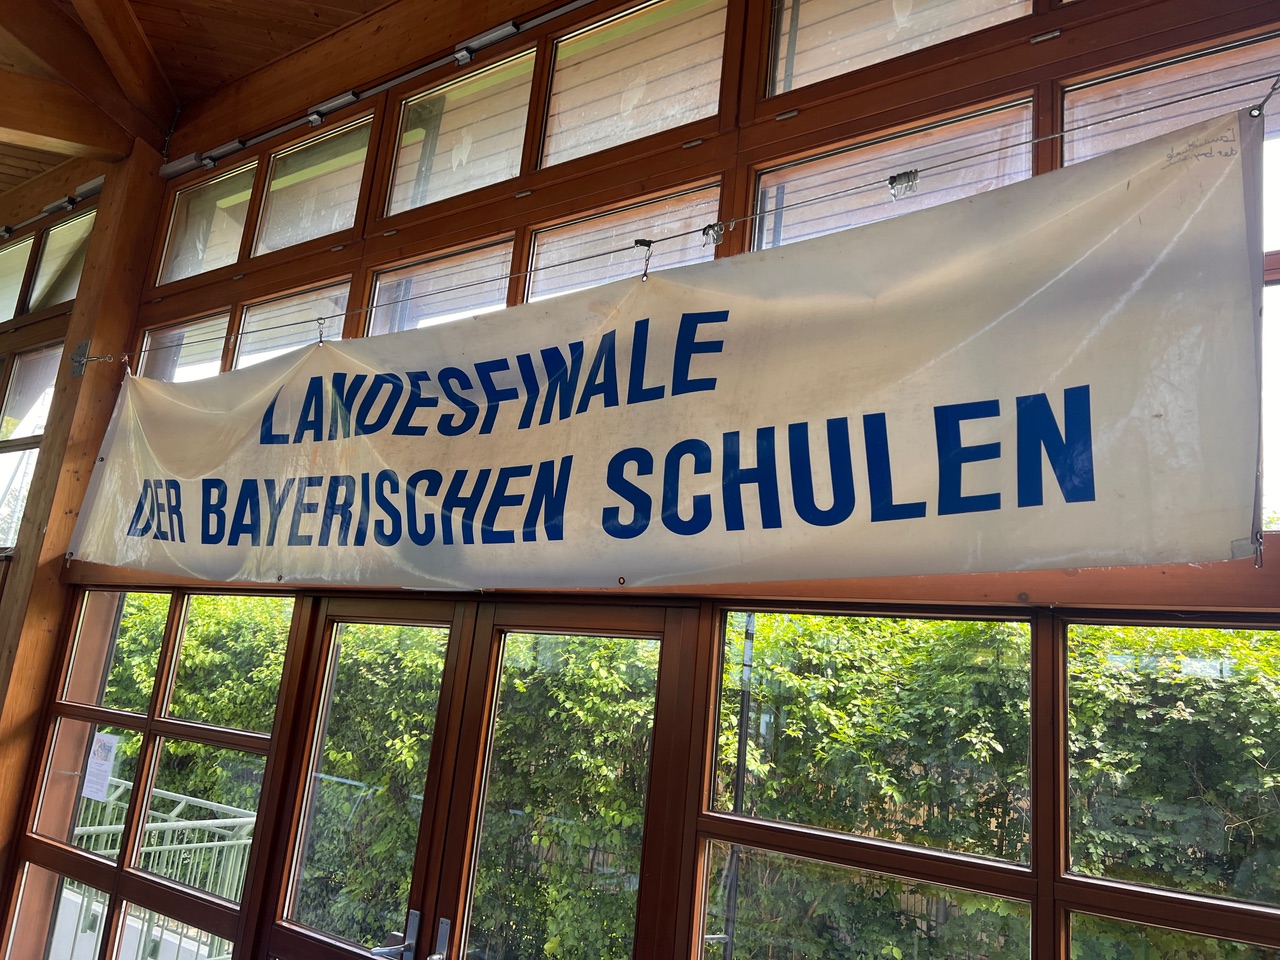 LANDESFINALE
DER BAYERISCHEN SCHULEN